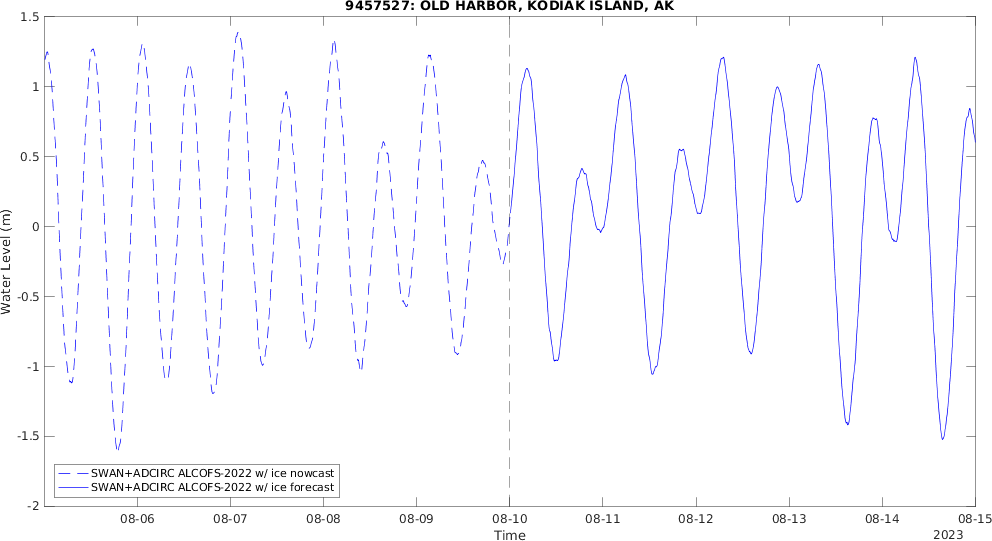 9457527: OLD HARBOR, KODIAK ISLAND, AK
1.5
1
0.5
0
-0.5
-1
-1.5
-2
Water Level (m)
SWAN+ADCIRC ALCOFS-2022 w/ ice nowcast
SWAN+ADCIRC ALCOFS-2022 w/ ice forecast
08-06 08-07 08-08 08-09 08-10 08-11 08-12 08-13 08-14 08-15
Time
2023